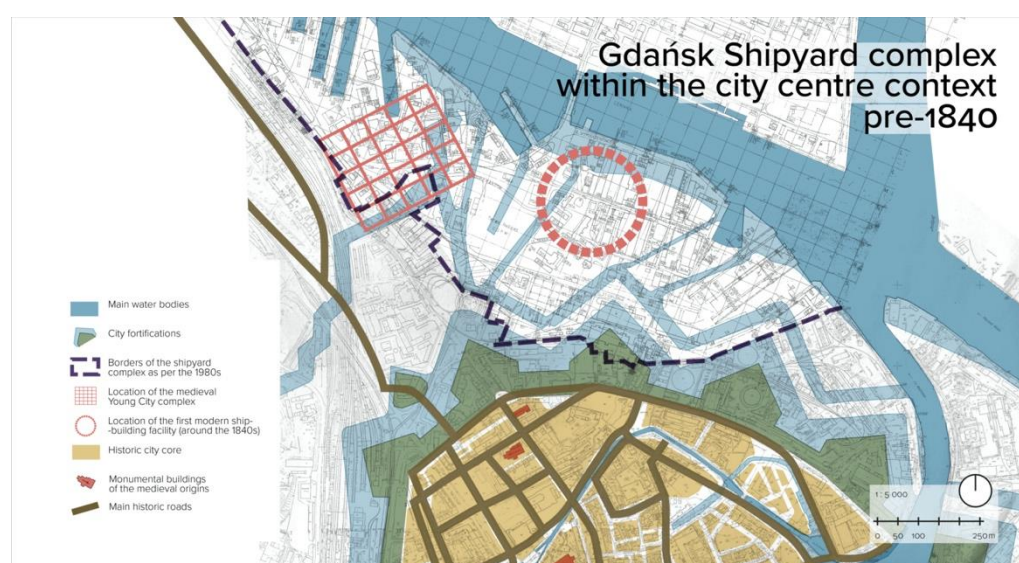 Gdańsk Shipyard complex
within the city centre context
pre-1840
Main water bodies
City fortifications
Borders of the shipyard
complex as per the 1980s
Location of the medieval
Young City complex
Location of the first modern ship-
-building facility (around the 1840s)
Historic city core
Monumental buildings
of the medieval origins
Main historic roads
1 : 5 000
0 50 100 250 m